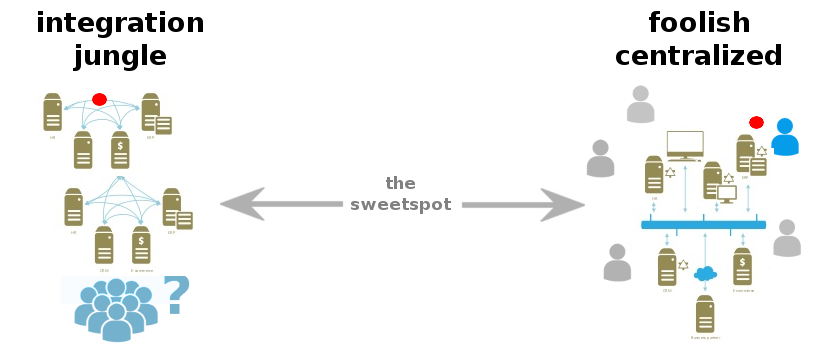 integration
jungle
foolish
centralized
the
sweetspot
HR
ERP
$
HR
ERP
CRM
E-commerce
$
?
HR
ERP
CRM
E-commerce
$
Business partner